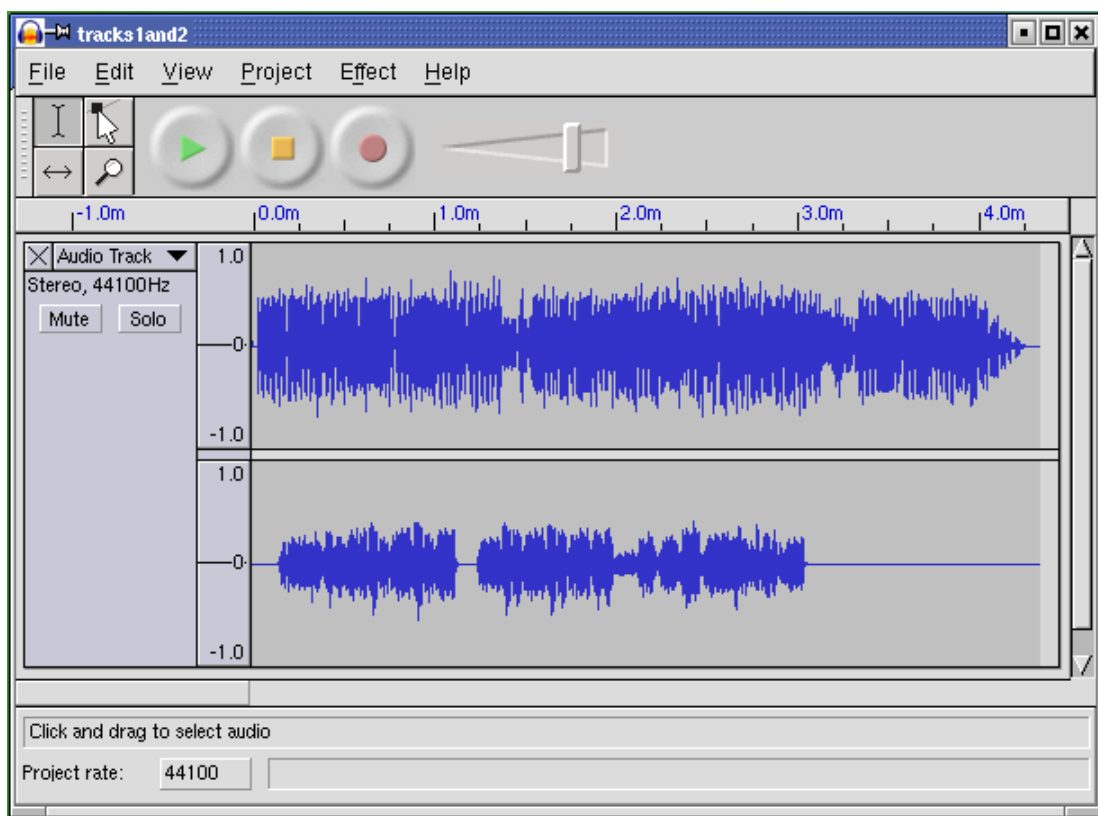 tracks1and2
File Edit View Project Effect Help
-1.0m 0.0m 1.0m 2.0m 3.0m 4.0m
Audio Track
Stereo, 44100Hz
Mute Solo
1.0
0
-1.0
1.0
0
-1.0
Click and drag to select audio
Project rate: 44100